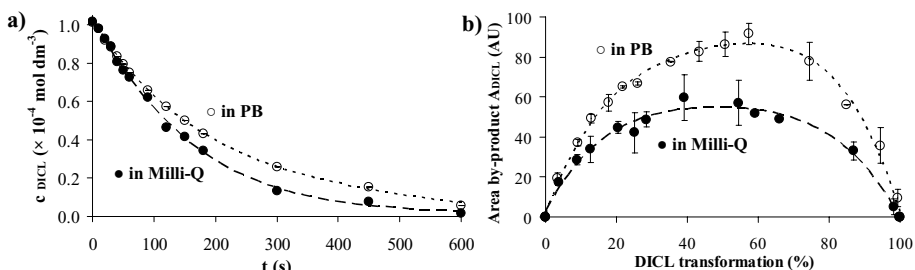 a)
c DICL (× 10⁻⁴ mol dm⁻³)
1.0
0.8
0.6
0.4
0.2
0.0
in PB
in Milli-Q
0 100 200 300 400 500 600
t (s)
b)
Area by-product ADICL (AU)
100
80
60
40
20
0
in PB
in Milli-Q
0 20 40 60 80 100
DICL transformation (%)